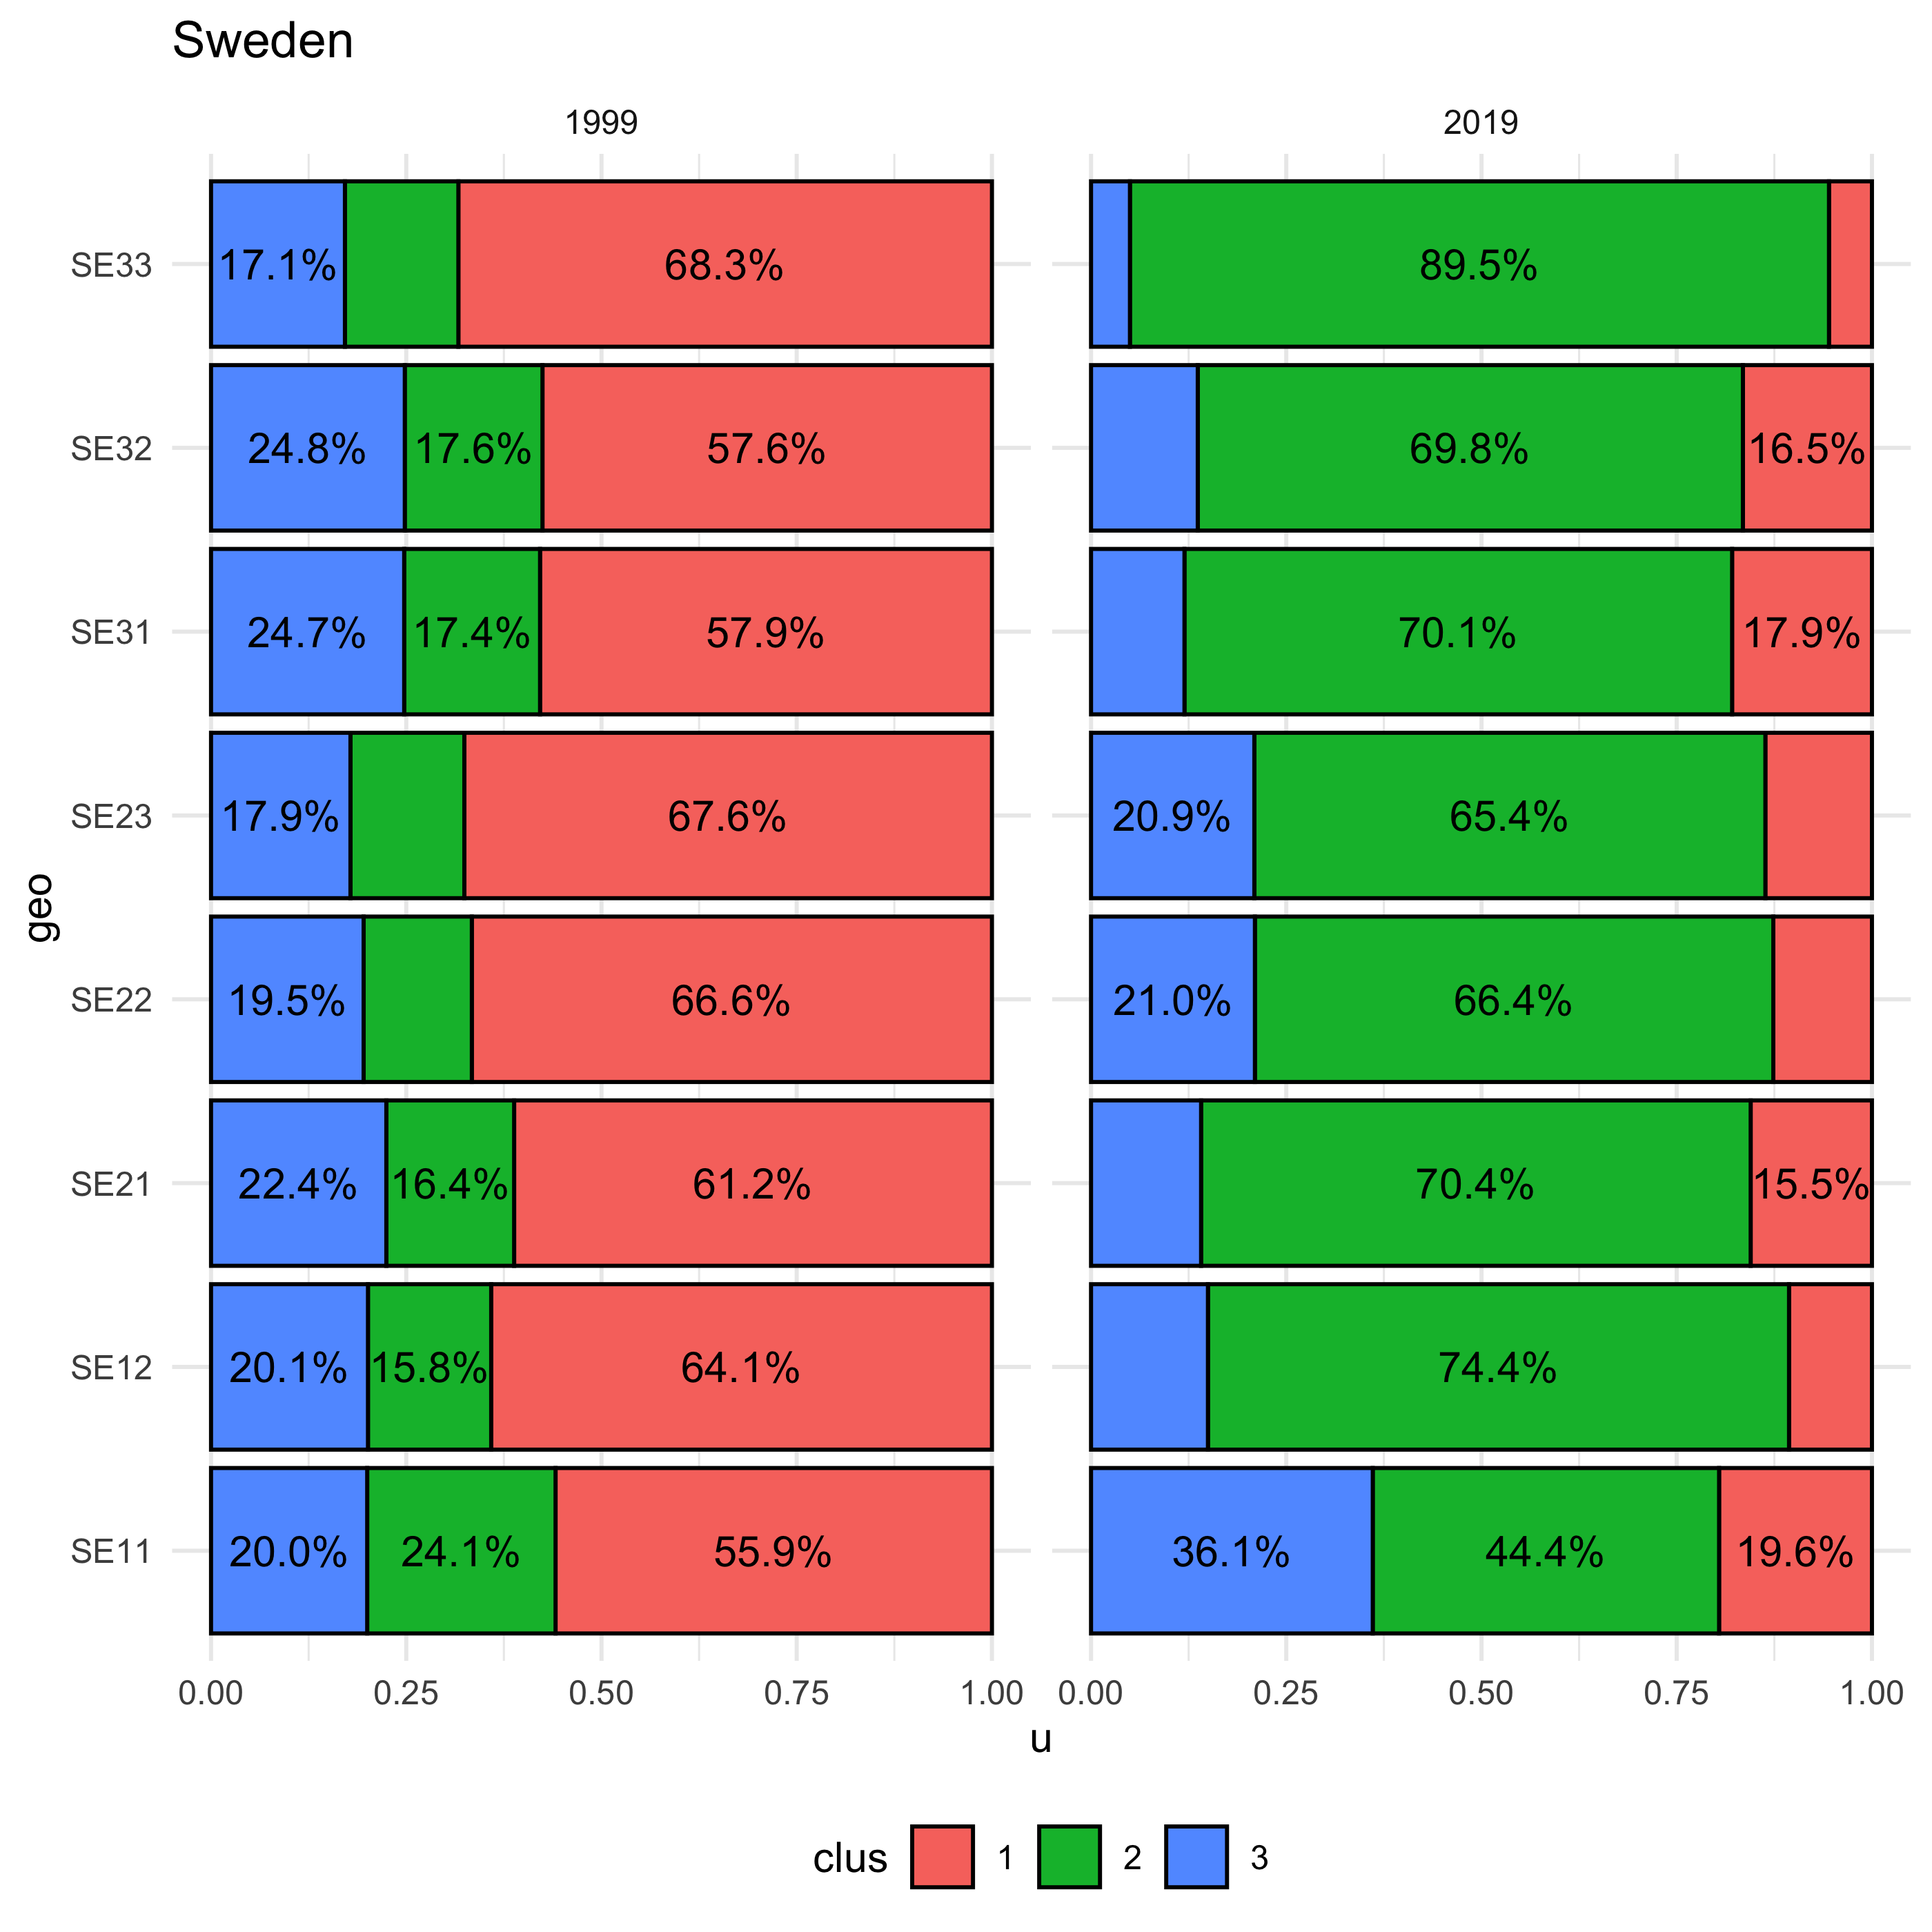 Sweden
1999 2019
SE33 17.1% 68.3% 89.5%
SE32 24.8% 17.6% 57.6% 69.8% 16.5%
SE31 24.7% 17.4% 57.9% 70.1% 17.9%
SE23 17.9% 67.6% 20.9% 65.4%
geo
SE22 19.5% 66.6% 21.0% 66.4%
SE21 22.4% 16.4% 61.2% 70.4% 15.5%
SE12 20.1% 15.8% 64.1% 74.4%
SE11 20.0% 24.1% 55.9% 36.1% 44.4% 19.6%
0.00 0.25 0.50 0.75 1.00 0.00 0.25 0.50 0.75 1.00
u
clus 1 2 3